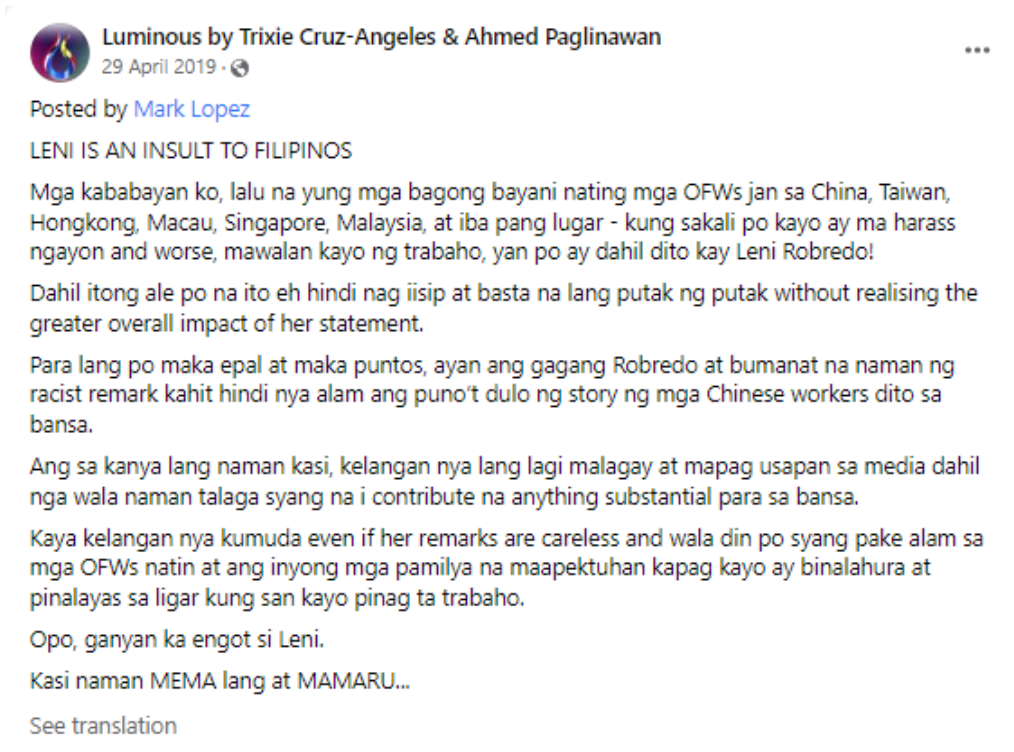 Luminous by Trixie Cruz-Angeles & Ahmed Paglinawan
29 April 2019 ·
Posted by Mark Lopez
LENI IS AN INSULT TO FILIPINOS
Mga kababayan ko, lalu na yung mga bagong bayani nating mga OFWs jan sa China, Taiwan,
Hongkong, Macau, Singapore, Malaysia, at iba pang lugar - kung sakali po kayo ay ma harass
ngayon and worse, mawalan kayo ng trabaho, yan po ay dahil dito kay Leni Robredo!
Dahil itong ale po na ito eh hindi nag iisip at basta na lang putak ng putak without realising the
greater overall impact of her statement.
Para lang po maka epal at maka puntos, ayan ang gagang Robredo at bumanat na naman ng
racist remark kahit hindi nya alam ang puno't dulo ng story ng mga Chinese workers dito sa
bansa.
Ang sa kanya lang naman kasi, kelangan nya lang lagi malagay at mapag usapan sa media dahil
nga wala naman talaga syang na i contribute na anything substantial para sa bansa.
Kaya kelangan nya kumuda even if her remarks are careless and wala din po syang pake alam sa
mga OFWs natin at ang inyong mga pamilya na maapektuhan kapag kayo ay binalahura at
pinalayas sa ligar kung san kayo pinag ta trabaho.
Opo, ganyan ka engot si Leni.
Kasi naman MEMA lang at MAMARU...
See translation